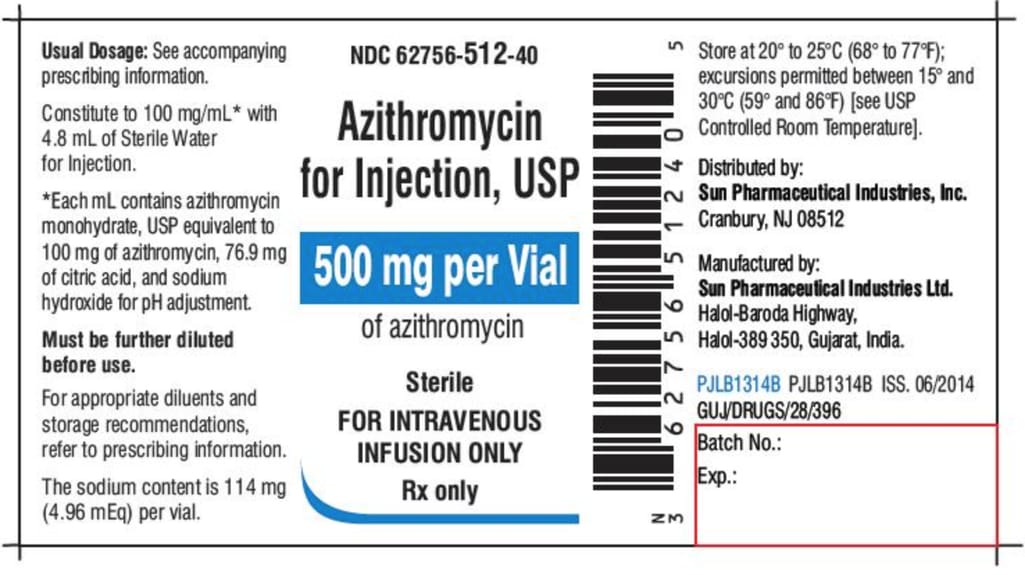 Usual Dosage: See accompanying
prescribing information.
Constitute to 100 mg/mL* with
4.8 mL of Sterile Water
for Injection.
*Each mL contains azithromycin
monohydrate, USP equivalent to
100 mg of azithromycin, 76.9 mg
of citric acid, and sodium
hydroxide for pH adjustment.
Must be further diluted
before use.
For appropriate diluents and
storage recommendations,
refer to prescribing information.
The sodium content is 114 mg
(4.96 mEq) per vial.
NDC 62756-512-40
Azithromycin
for Injection, USP
500 mg per Vial
of azithromycin
Sterile
FOR INTRAVENOUS
INFUSION ONLY
Rx only
N
3 62756 51240 5
Store at 20° to 25°C (68° to 77°F);
excursions permitted between 15° and
30°C (59° and 86°F) [see USP
Controlled Room Temperature].
Distributed by:
Sun Pharmaceutical Industries, Inc.
Cranbury, NJ 08512
Manufactured by:
Sun Pharmaceutical Industries Ltd.
Halol-Baroda Highway,
Halol-389 350, Gujarat, India.
PJLB1314B PJLB1314B ISS. 06/2014
GUJ/DRUGS/28/396
Batch No.:
Exp.: